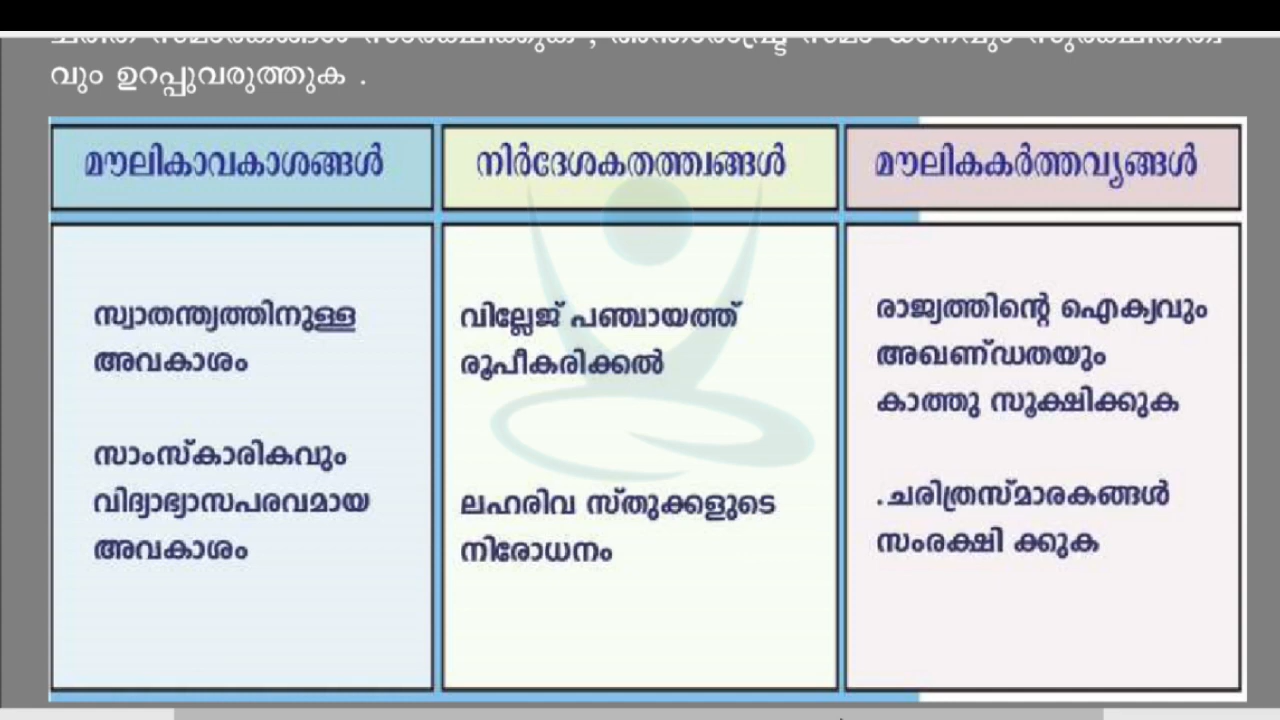 വും ഉറപ്പുവരുത്തുക .
മൗലികാവകാശങ്ങൾ
നിർദേശകതത്ത്വങ്ങൾ
മൗലികകർത്തവ്യങ്ങൾ
സ്വാതന്ത്ര്യത്തിനുള്ള
അവകാശം
സാംസ്കാരികവും
വിദ്യാഭ്യാസപരവമായ
അവകാശം
വില്ലേജ് പഞ്ചായത്ത്
രൂപീകരിക്കൽ
ലഹരിവ സ്തുക്കളുടെ
നിരോധനം
രാജ്യത്തിന്റെ ഐക്യവും
അഖണ്ഡതയും
കാത്തു സൂക്ഷിക്കുക
.ചരിത്രസ്മാരകങ്ങൾ
സംരക്ഷി ക്കുക